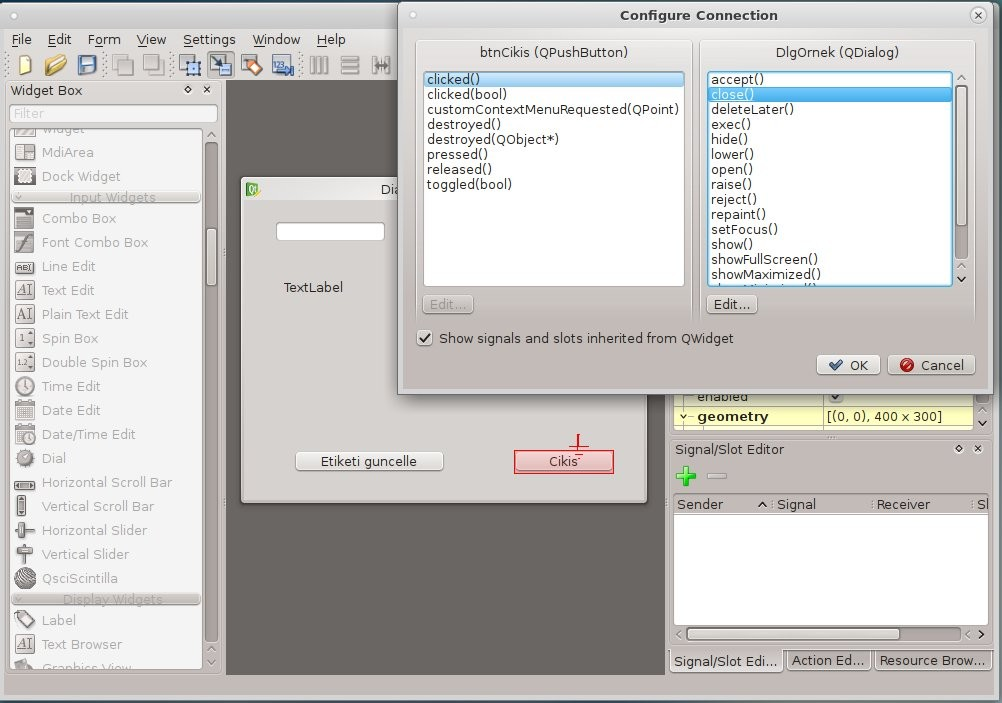 Configure Connection
File Edit Form View Settings Window Help
btnCikis (QPushButton)
clicked()
clicked(bool)
customContextMenuRequested(QPoint)
destroyed()
destroyed(QObject*)
pressed()
released()
toggled(bool)
Edit...
DlgOrnek (QDialog)
accept()
close()
deleteLater()
exec()
hide()
lower()
open()
raise()
reject()
repaint()
setFocus()
show()
showFullScreen()
showMaximized()
Edit...
Show signals and slots inherited from QWidget
OK
Cancel
Widget Box
Filter
Widget
MdiArea
Dock Widget
Input Widgets
Combo Box
Font Combo Box
Line Edit
Text Edit
Plain Text Edit
Spin Box
Double Spin Box
Time Edit
Date Edit
Date/Time Edit
Dial
Horizontal Scroll Bar
Vertical Scroll Bar
Horizontal Slider
Vertical Slider
QsciScintilla
Display Widgets
Label
Text Browser
Graphics View
Di
TextLabel
Etiketi guncelle
Cikis
enabled
geometry [(0, 0), 400 x 300]
Signal/Slot Editor
Sender Signal Receiver Sl
Signal/Slot Edi... Action Ed... Resource Brow...